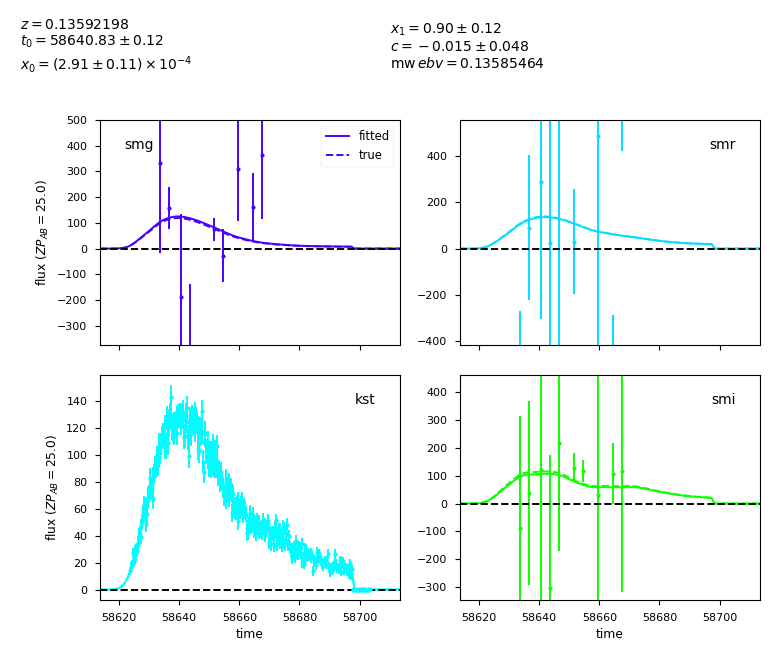 z = 0.13592198
t₀ = 58640.83 ± 0.12
x₀ = (2.91 ± 0.11) × 10⁻⁴
x₁ = 0.90 ± 0.12
c = −0.015 ± 0.048
mw ebv = 0.13585464
smg
fitted
true
500
400
300
200
100
0
−100
−200
−300
flux (ZP_AB = 25.0)
smr
400
200
0
−200
−400
kst
140
120
100
80
60
40
20
0
flux (ZP_AB = 25.0)
58620 58640 58660 58680 58700
time
smi
400
300
200
100
0
−100
−200
−300
58620 58640 58660 58680 58700
time